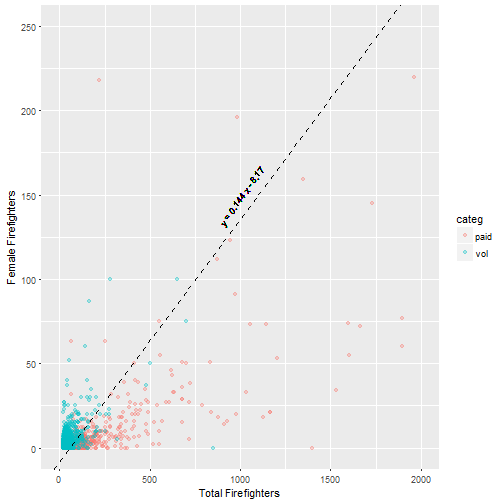 250
200
150
100
50
0
0
500
1000
1500
2000
Female Firefighters
Total Firefighters
y = 0.144 x - 8.17
categ
paid
vol